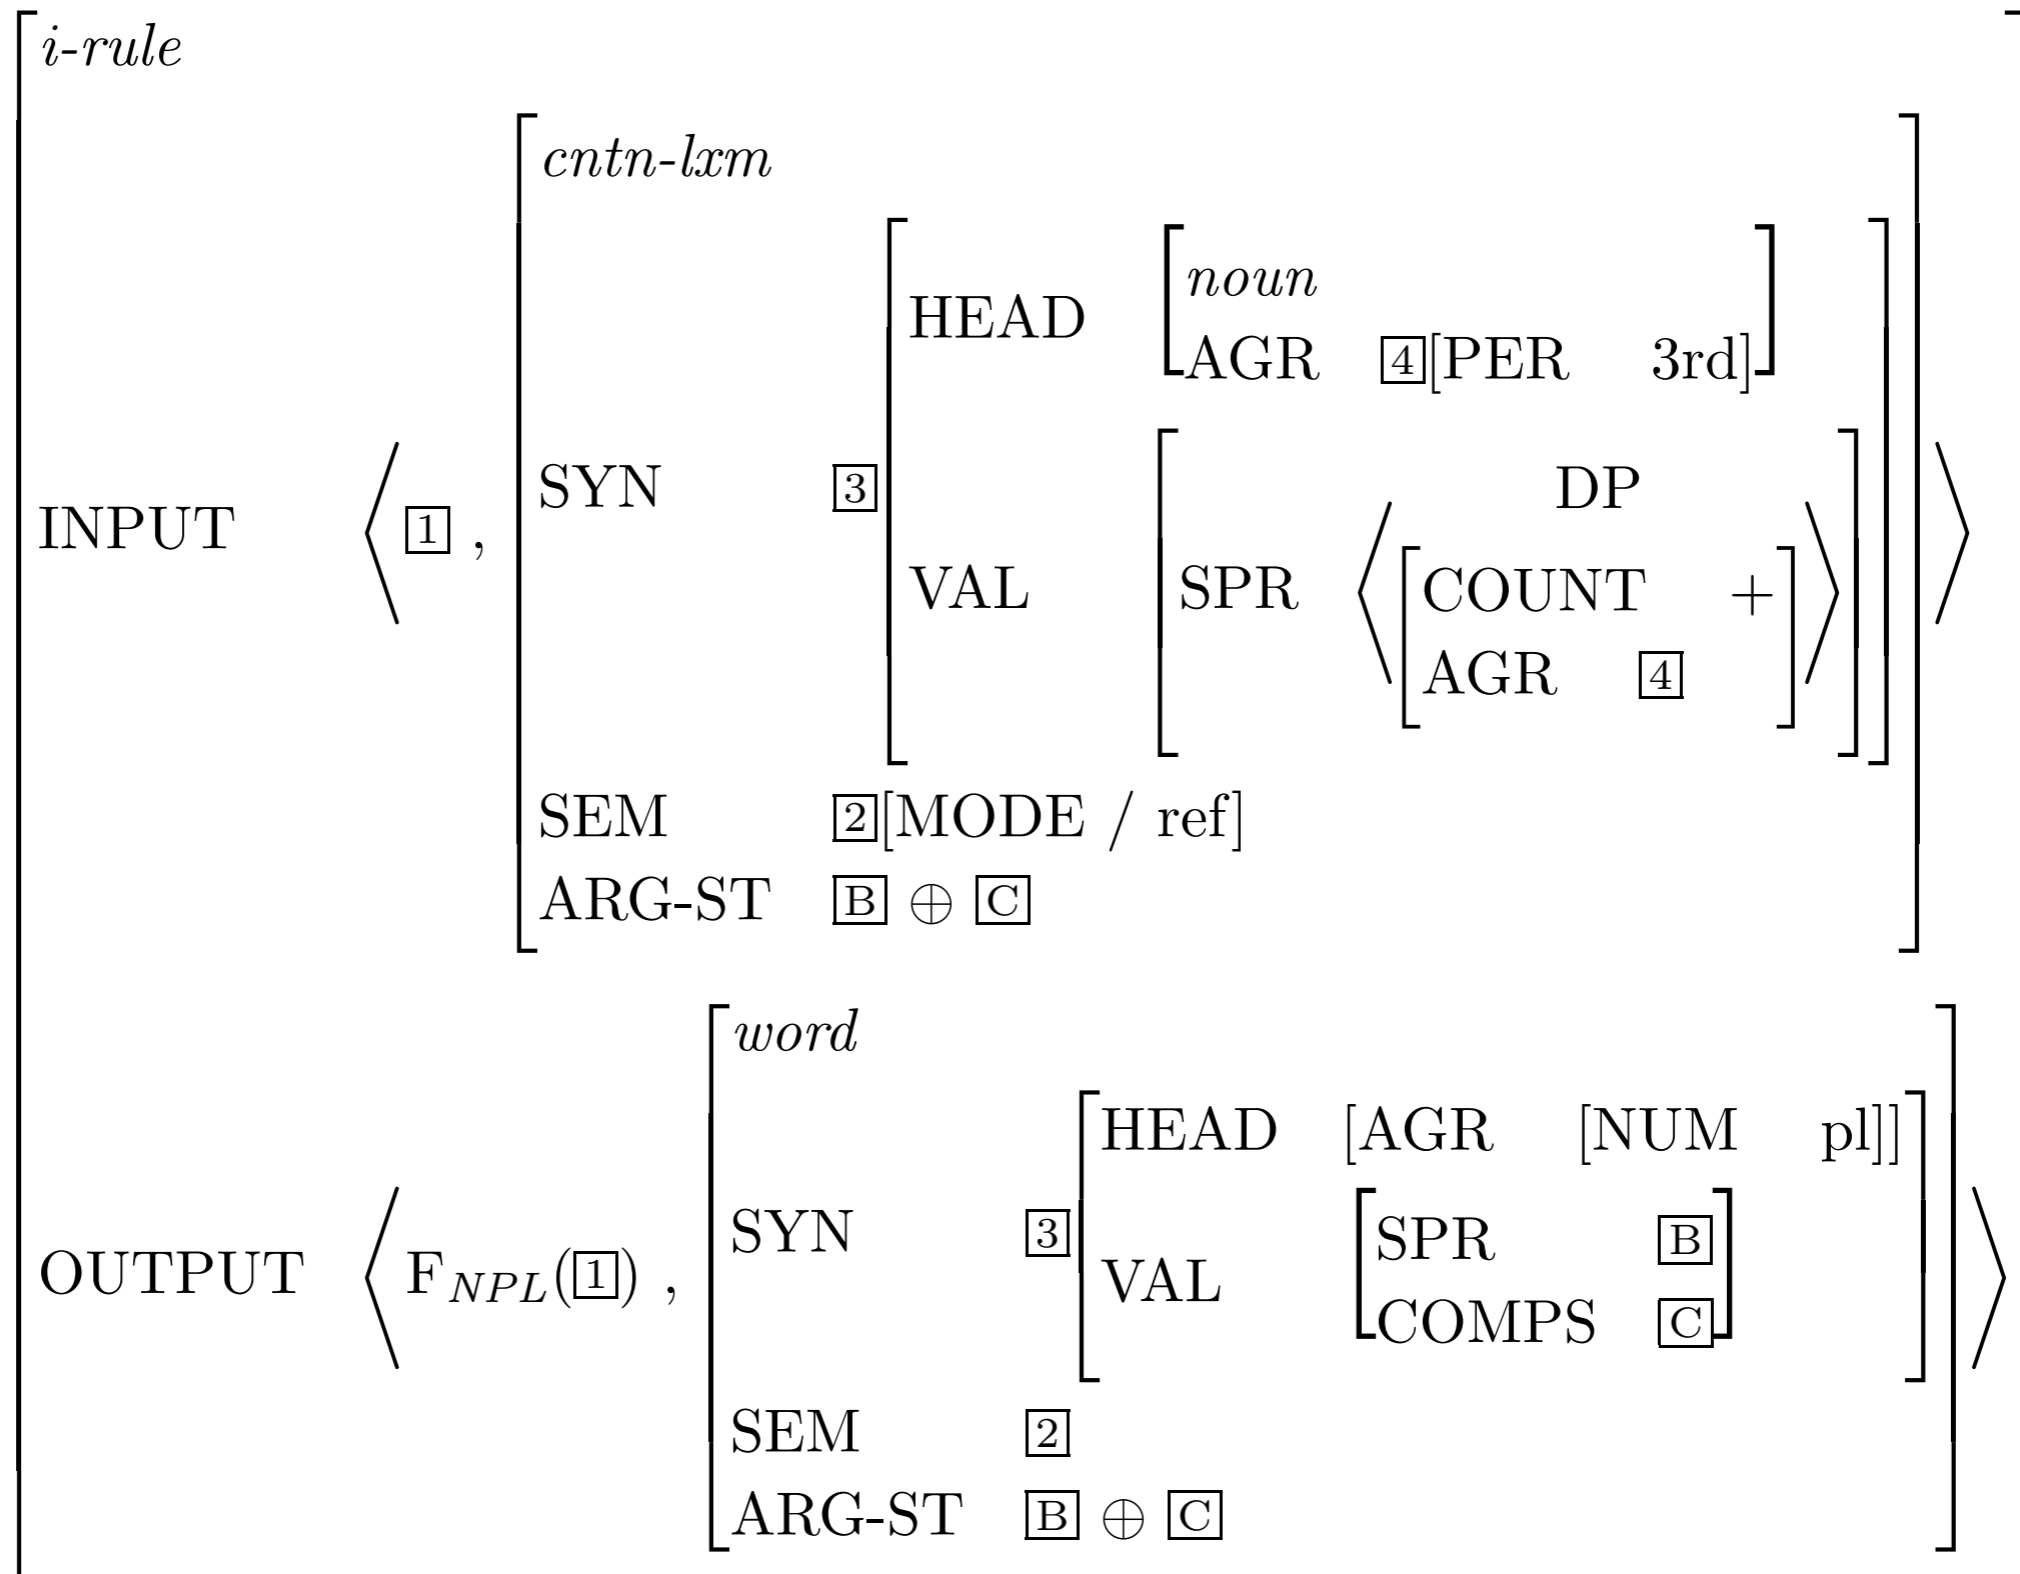 i-rule
cntn-lxm
noun
HEAD
AGR 4[PER 3rd]
SYN 3
DP
INPUT ⟨ 1 ,
VAL
SPR ⟨ COUNT +
AGR 4 ⟩
SEM 2[MODE / ref]
ARG-ST B ⊕ C ⟩
word
HEAD [AGR [NUM pl]]
SYN 3
SPR B
OUTPUT ⟨ F_NPL(1) ,
VAL
COMPS C
SEM 2
ARG-ST B ⊕ C ⟩